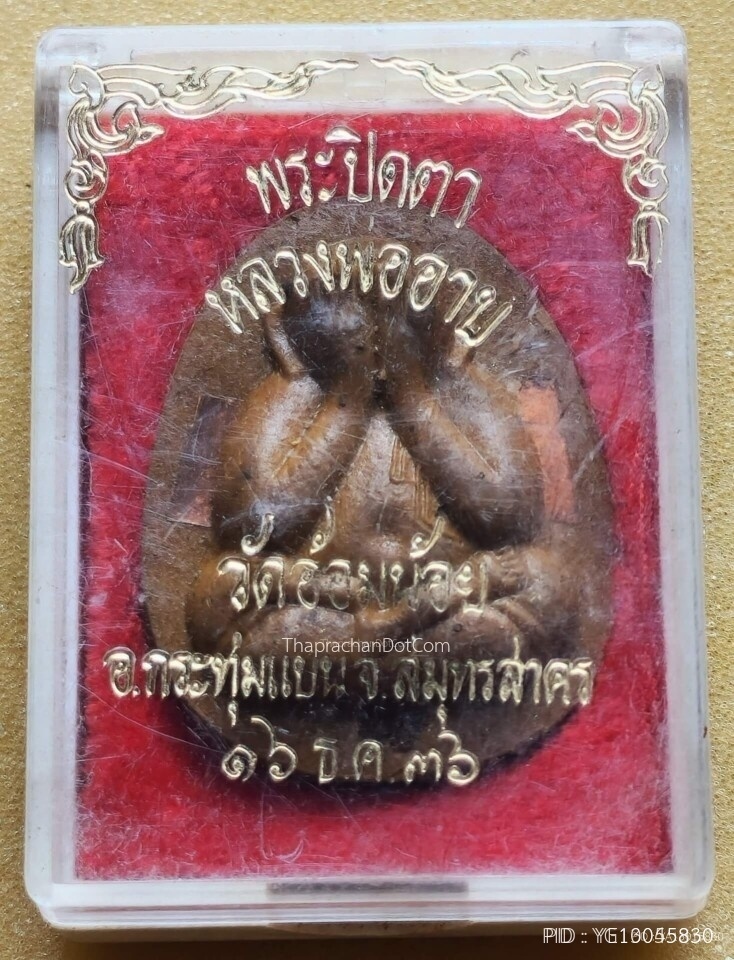 พระปิดตา
หลวงพ่ออาบ
วัดอ้อมน้อย
ThaprachanDotCom
อ.กระทุ่มแบน จ.สมุทรสาคร
๑๖ ธ.ค. ๓๖
PID : YG10055830